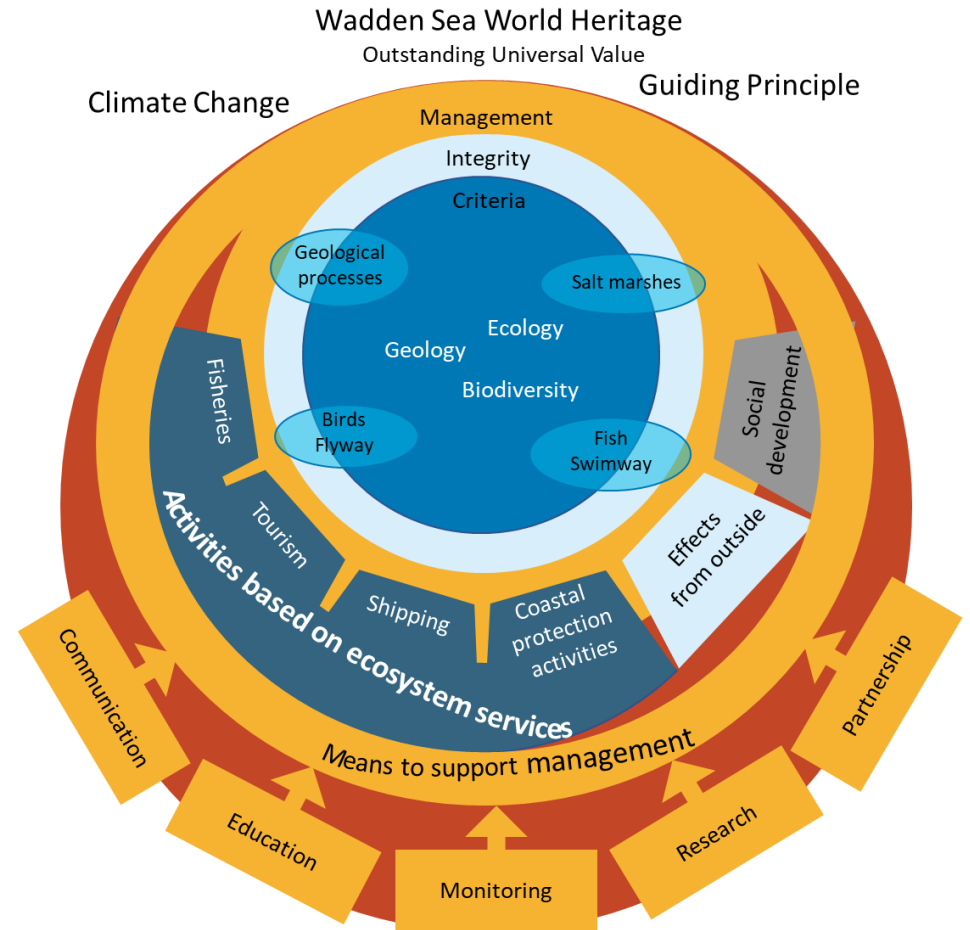 Wadden Sea World Heritage
Outstanding Universal Value
Climate Change
Guiding Principle
Management
Integrity
Criteria
Geological
processes
Salt marshes
Ecology
Geology
Biodiversity
Birds
Flyway
Fish
Swimway
Fisheries
Tourism
Shipping
Coastal
protection
activities
Effects
from outside
Social
development
Activities based on ecosystem services
Means to support management
Communication
Education
Monitoring
Research
Partnership